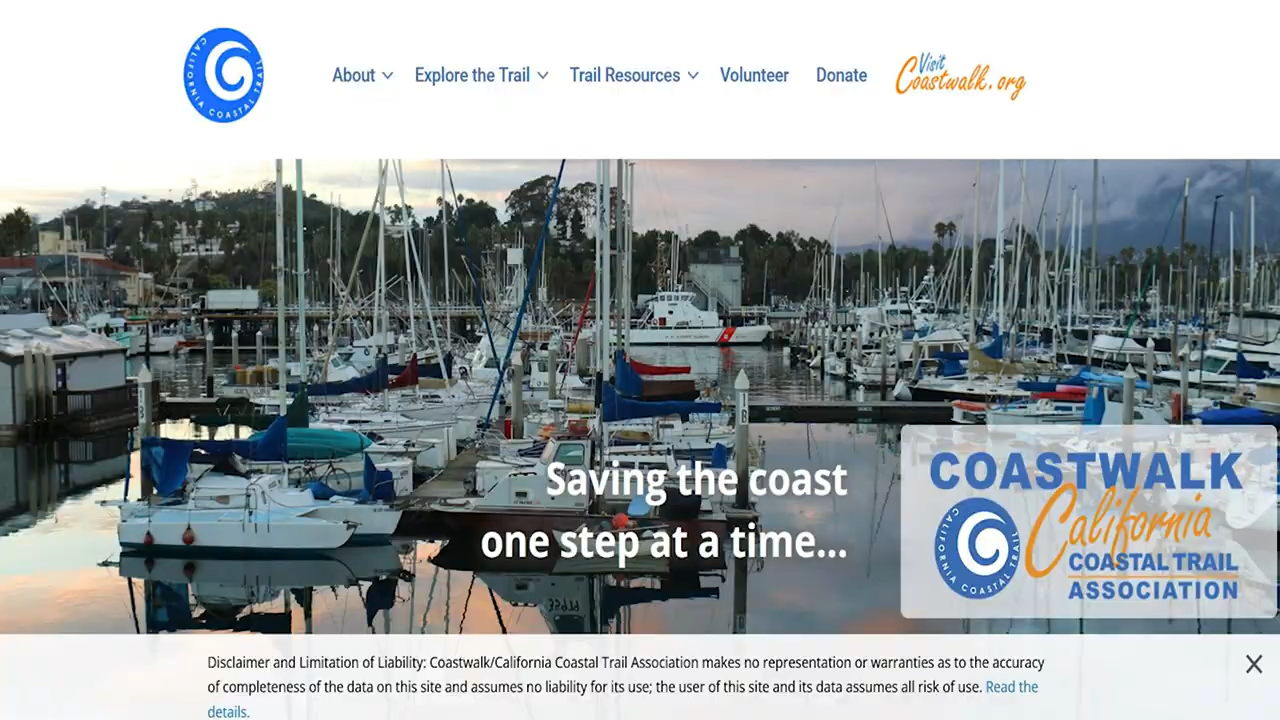 CALIFORNIA COASTAL TRAIL
About
Explore the Trail
Trail Resources
Volunteer
Donate
Visit
Coastwalk.org
Saving the coast
one step at a time...
COASTWALK
California
CALIFORNIA COASTAL TRAIL
COASTAL TRAIL
ASSOCIATION
Disclaimer and Limitation of Liability: Coastwalk/California Coastal Trail Association makes no representation or warranties as to the accuracy
of completeness of the data on this site and assumes no liability for its use; the user of this site and its data assumes all risk of use. Read the
details.